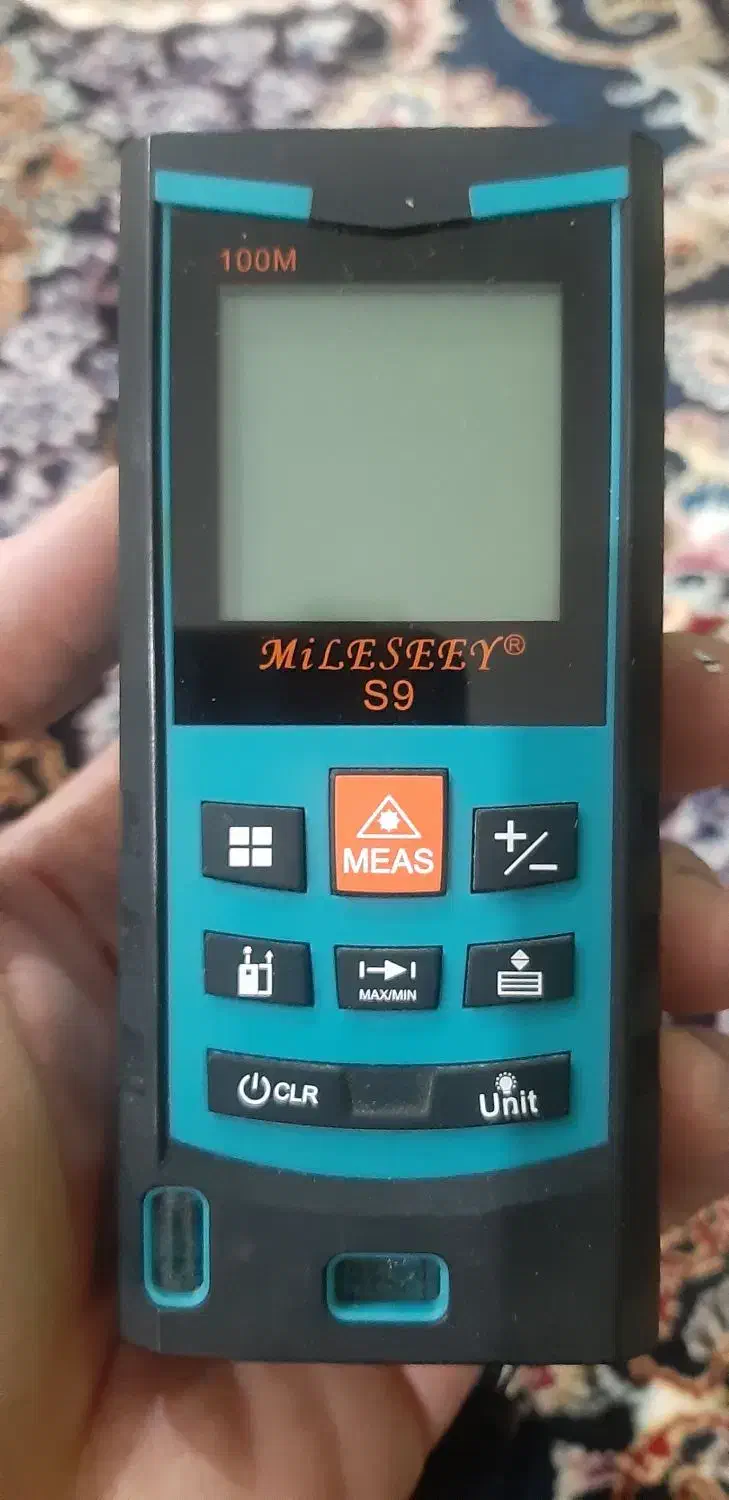 100M
MiLESEEY®
S9
MEAS
+/-
MAX/MIN
CLR
Unit